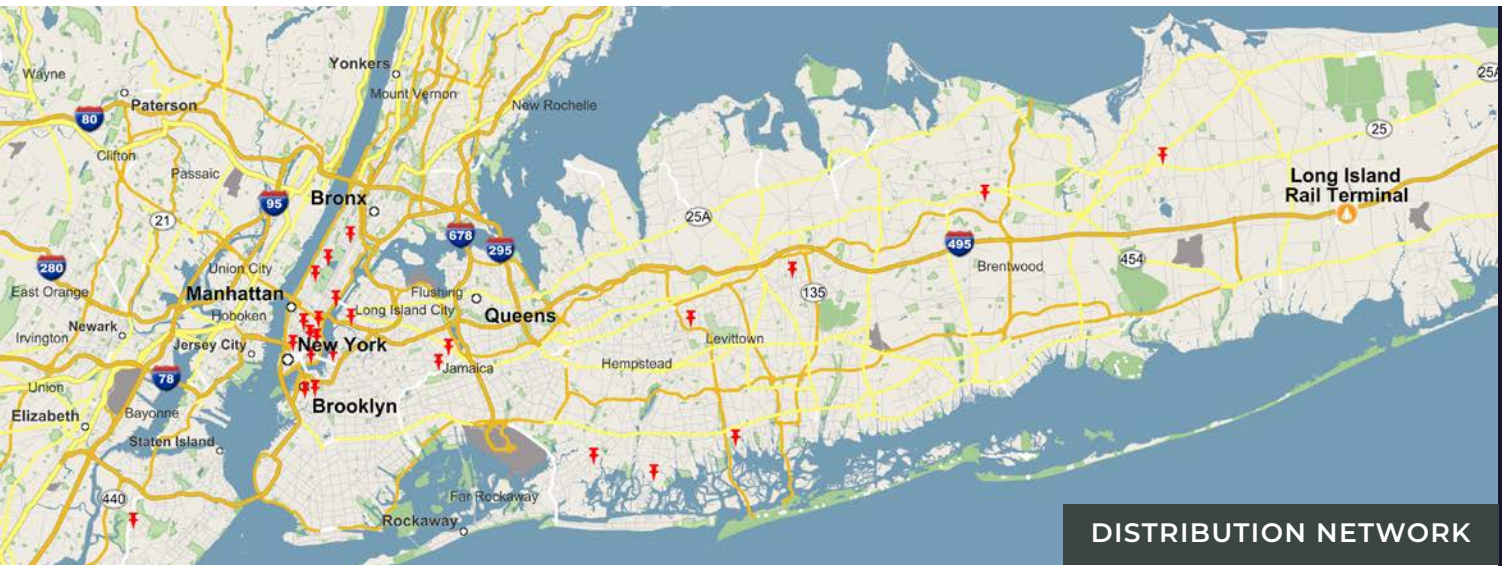 Yonkers
Wayne
Mount Vernon
Paterson
New Rochelle
80
25A
25
Clifton
Passaic
Long Island
Rail Terminal
Bronx
95
21
25A
678
295
495
280
Union City
Brentwood
454
East Orange
Manhattan
Flushing
135
Hoboken
Long Island City
Queens
Newark
Irvington
Jersey City
New York
Levittown
Hempstead
Jamaica
78
Union
Elizabeth
Bayonne
Brooklyn
Staten Island
440
Far Rockaway
Rockaway
DISTRIBUTION NETWORK